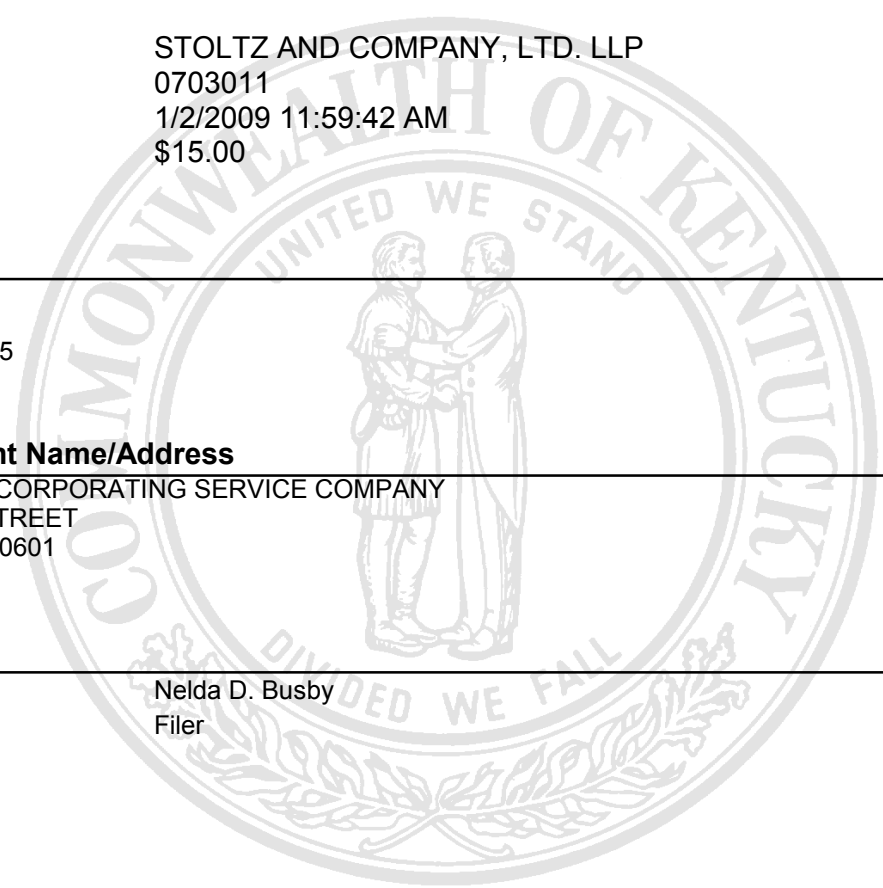 STOLTZ AND COMPANY, LTD. LLP
0703011
1/2/2009 11:59:42 AM
$15.00
COMMONWEALTH OF KENTUCKY
UNITED WE STAND
5
nt Name/Address
CORPORATING SERVICE COMPANY
TREET
0601
DIVIDED WE FALL
Nelda D. Busby
Filer